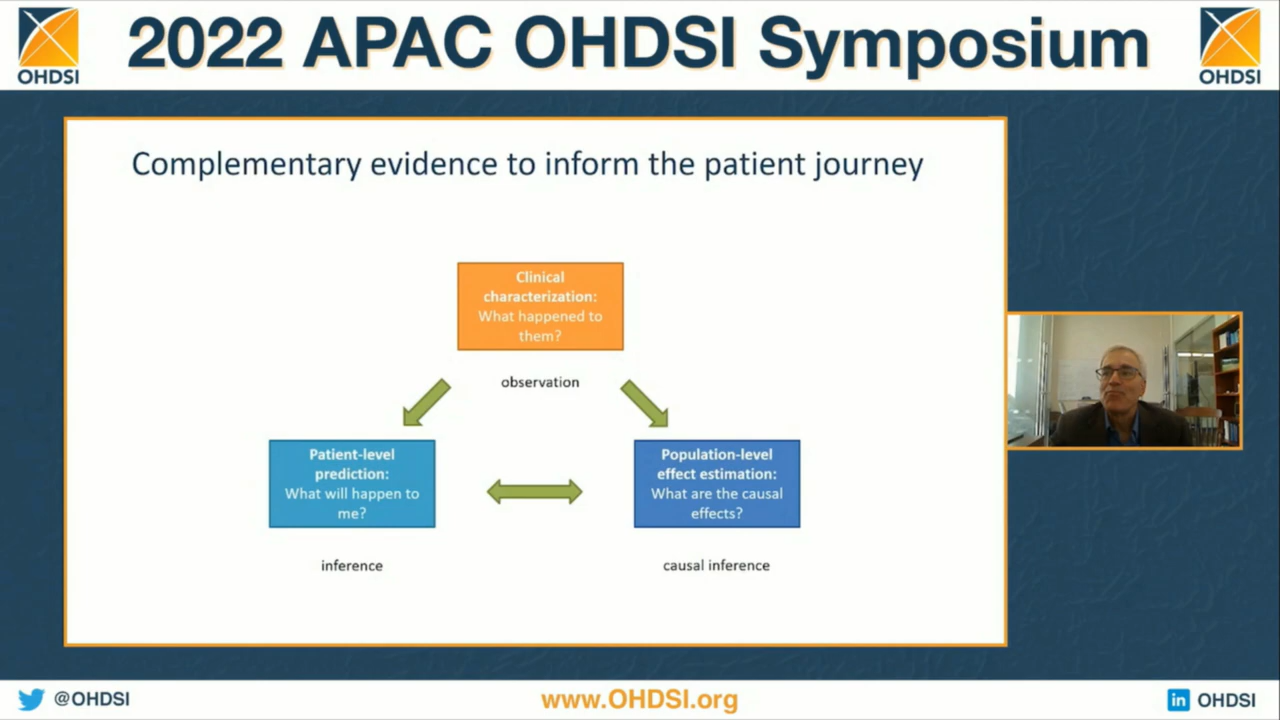 2022 APAC OHDSI Symposium
OHDSI
OHDSI
Complementary evidence to inform the patient journey
Clinical
characterization:
What happened to
them?
observation
Patient-level
prediction:
What will happen to
me?
inference
Population-level
effect estimation:
What are the causal
effects?
causal inference
@OHDSI
www.OHDSI.org
in OHDSI